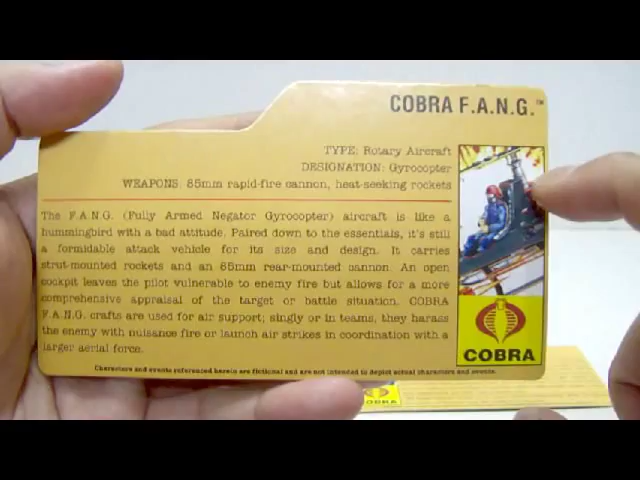 COBRA F.A.N.G.™
TYPE: Rotary Aircraft
DESIGNATION: Gyrocopter
WEAPONS: 85mm rapid-fire cannon, heat-seeking rockets
The F.A.N.G. (Fully Armed Negator Gyrocopter) aircraft is like a
hummingbird with a bad attitude. Paired down to the essentials, it's still
a formidable attack vehicle for its size and design. It carries
strut-mounted rockets and an 85mm rear-mounted cannon. An open
cockpit leaves the pilot vulnerable to enemy fire but allows for a more
comprehensive appraisal of the target or battle situation. COBRA
F.A.N.G. crafts are used for air support; singly or in teams, they harass
the enemy with nuisance fire or launch air strikes in coordination with a
larger aerial force.
COBRA
Characters and events referenced herein are fictional and are not intended to depict actual characters and events.
COBRA